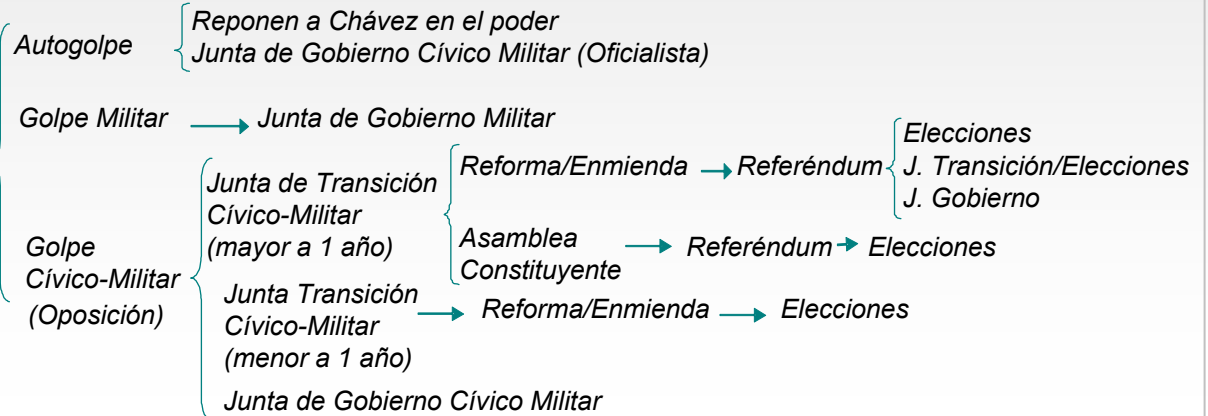 Autogolpe
Reponen a Chávez en el poder
Junta de Gobierno Cívico Militar (Oficialista)
Golpe Militar
Junta de Gobierno Militar
Golpe
Cívico-Militar
(Oposición)
Junta de Transición
Cívico-Militar
(mayor a 1 año)
Reforma/Enmienda
Referéndum
Elecciones
J. Transición/Elecciones
J. Gobierno
Asamblea
Constituyente
Referéndum
Elecciones
Junta Transición
Cívico-Militar
(menor a 1 año)
Reforma/Enmienda
Elecciones
Junta de Gobierno Cívico Militar